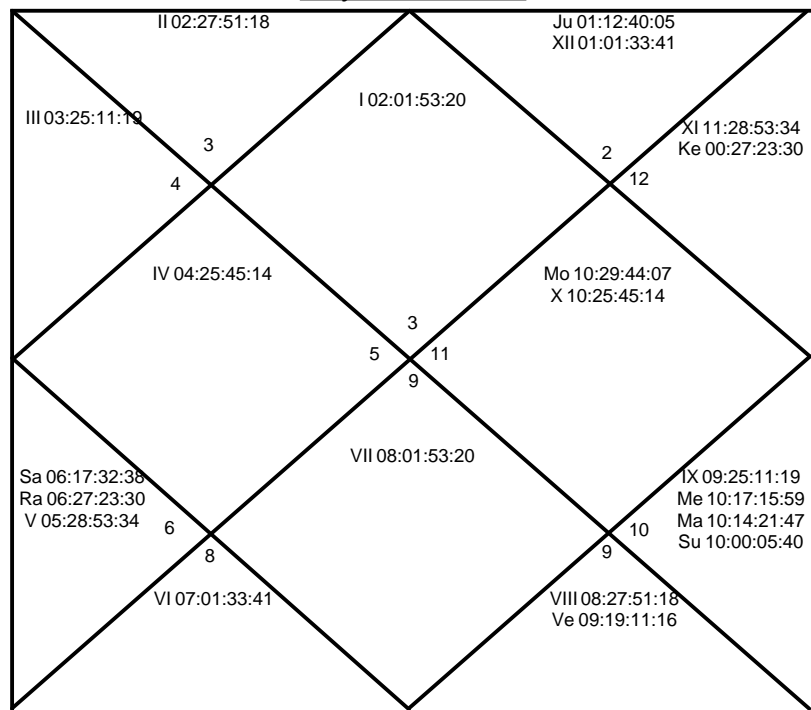 II 02:27:51:18
Ju 01:12:40:05
XII 01:01:33:41
I 02:01:53:20
III 03:25:11:19
XI 11:28:53:34
Ke 00:27:23:30
3
2
4
12
IV 04:25:45:14
Mo 10:29:44:07
X 10:25:45:14
3
5
11
9
VII 08:01:53:20
Sa 06:17:32:38
Ra 06:27:23:30
V 05:28:53:34
IX 09:25:11:19
Me 10:17:15:59
Ma 10:14:21:47
Su 10:00:05:40
6
10
8
9
VI 07:01:33:41
VIII 08:27:51:18
Ve 09:19:11:16